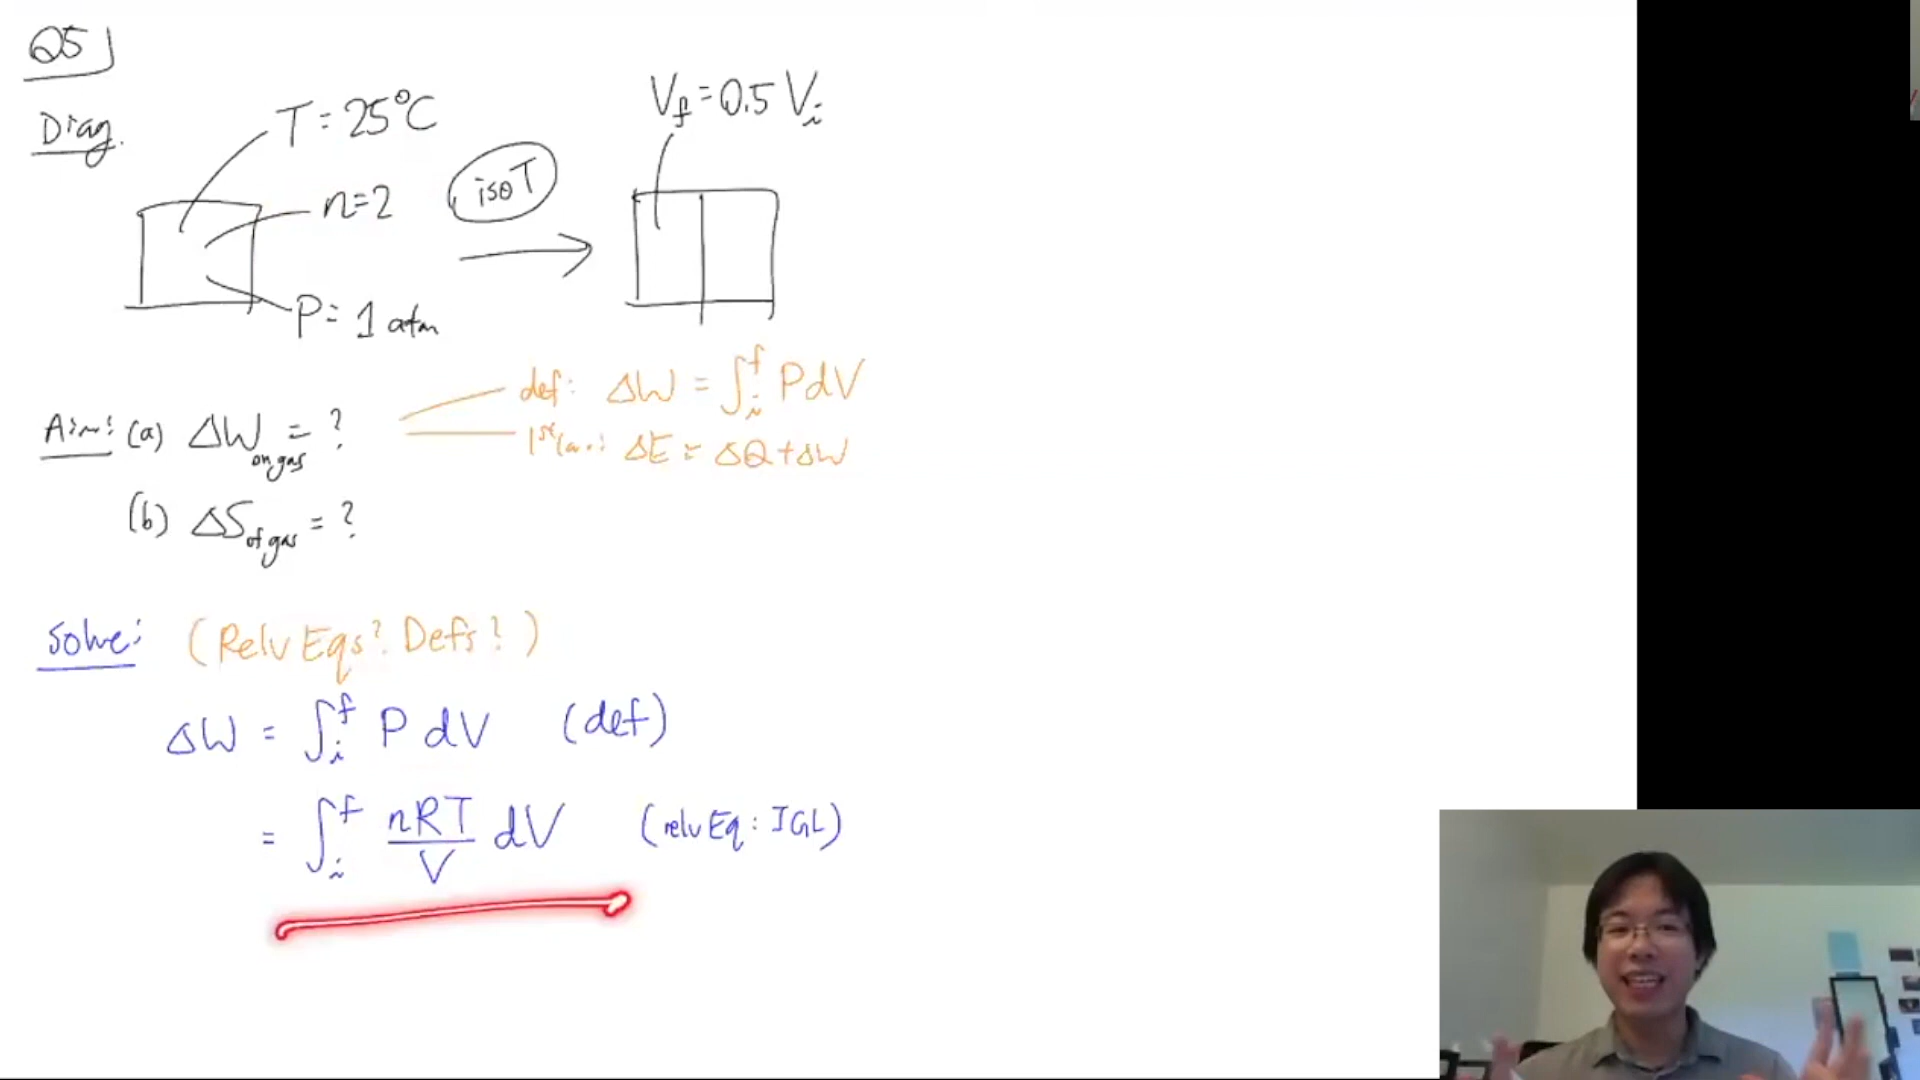 Q5
Diag.
T = 25°C
n=2
P = 1 atm
isoT
V_f = 0.5 V_i
Aim: (a) ΔW_on gas = ?
def: ΔW = ∫_i^f P dV
1st law: ΔE = ΔQ + ΔW
(b) ΔS_of gas = ?
Solve: (Relv Eqs? Defs?)
ΔW = ∫_i^f P dV (def)
= ∫_i^f nRT/V dV (relv Eq: IGL)